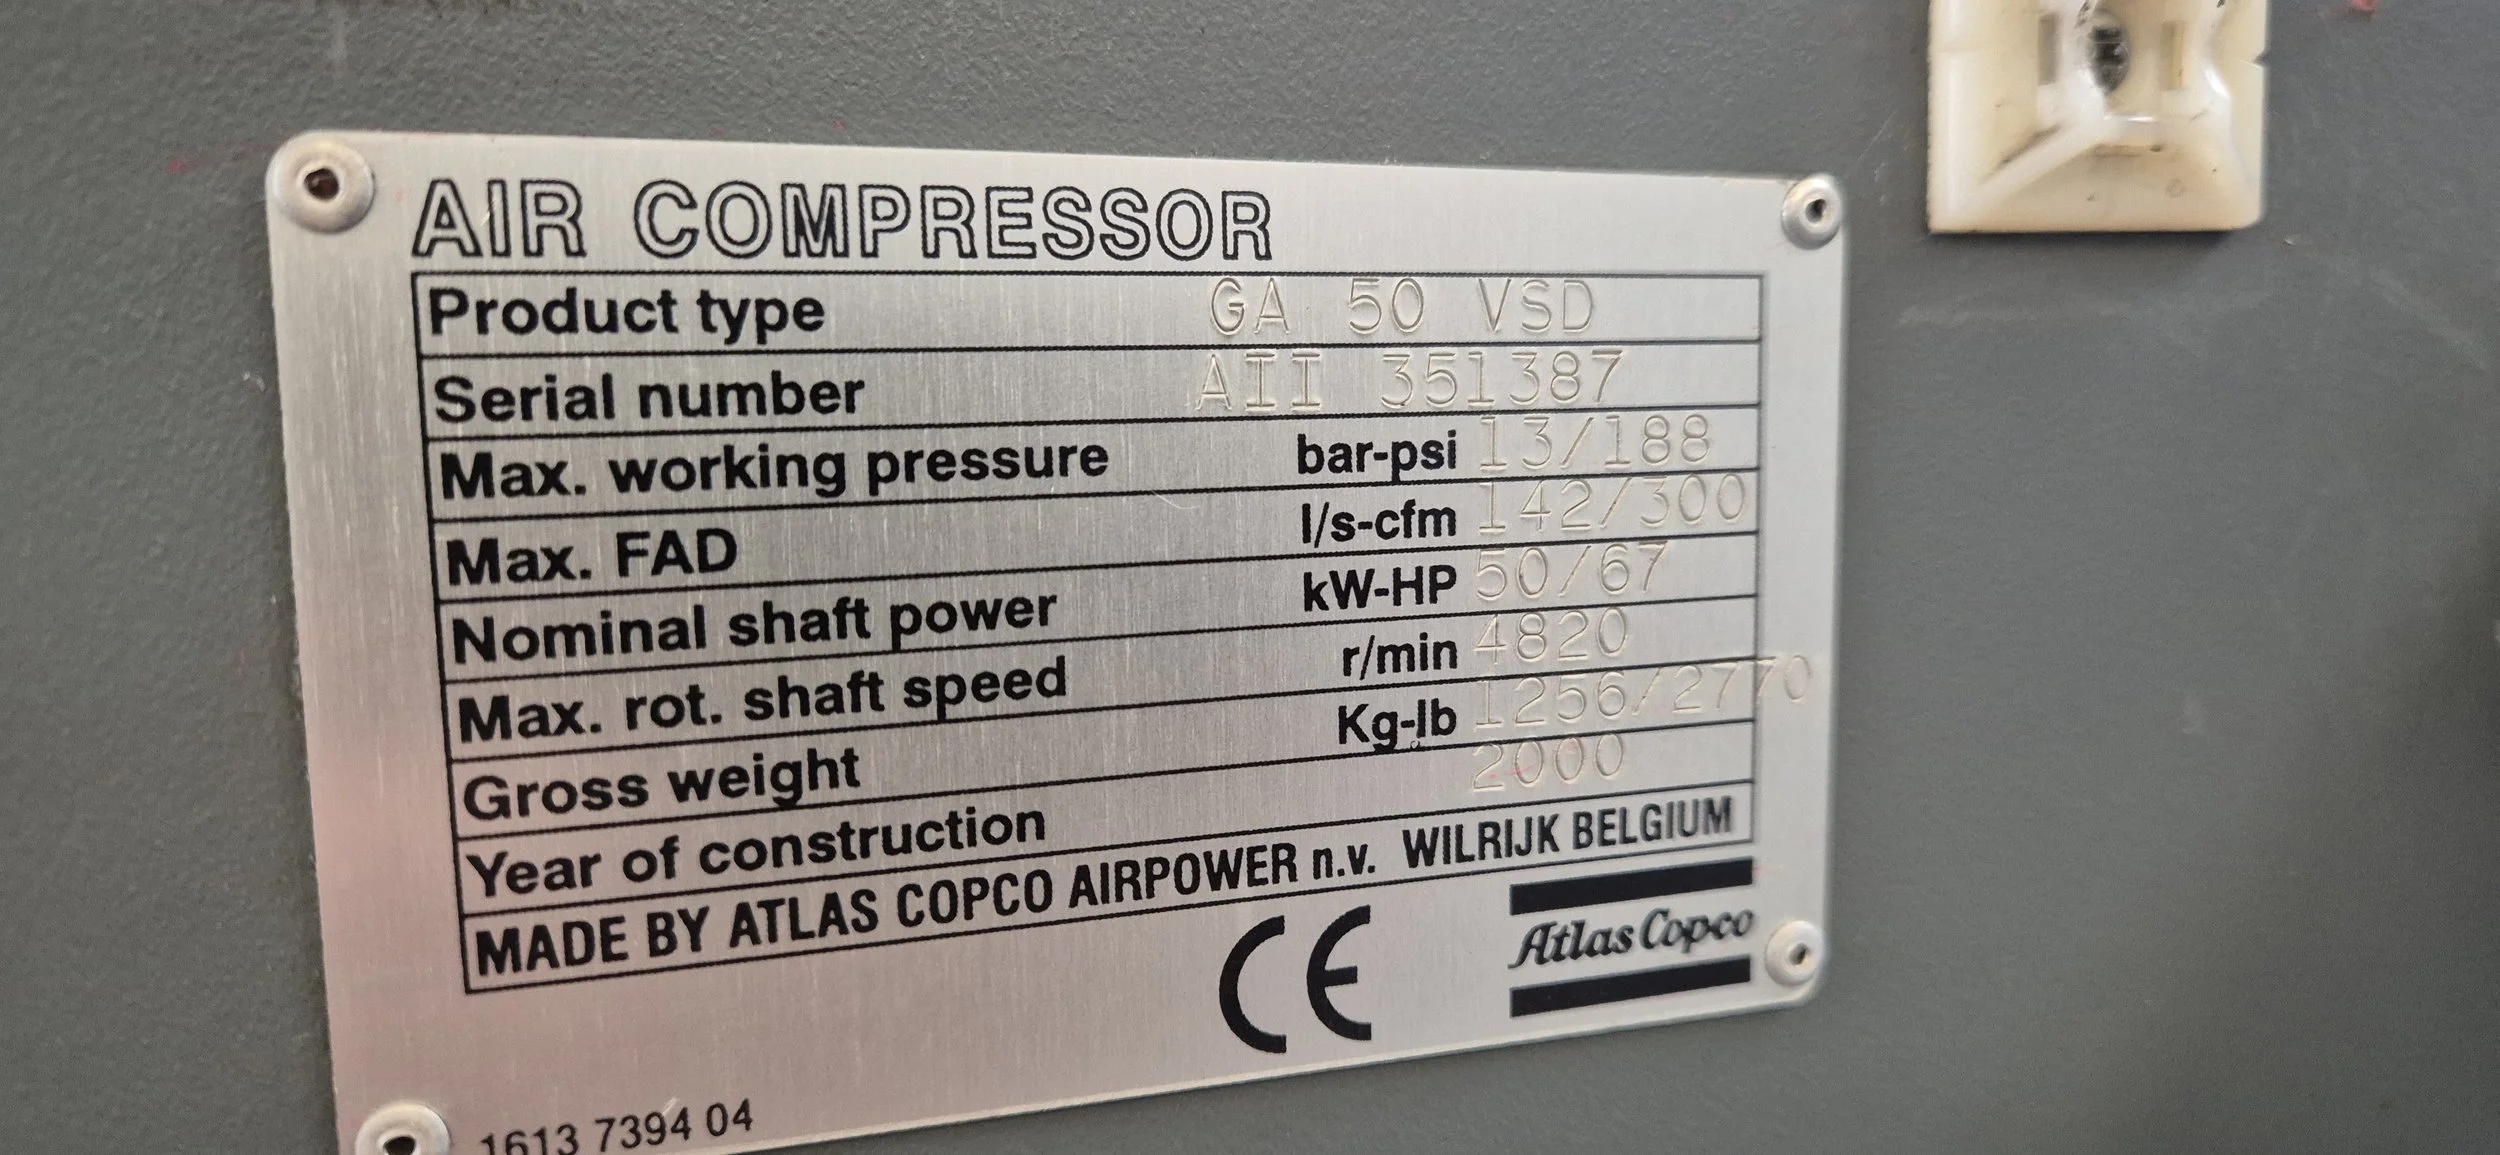 AIR COMPRESSOR
Product type GA 50 VSD
Serial number AII 351387
Max. working pressure bar-psi 13/188
Max. FAD l/s-cfm 142/300
Nominal shaft power kW-HP 50/67
Max. rot. shaft speed r/min 4820
Gross weight Kg-lb 1256/2770
Year of construction 2000
MADE BY ATLAS COPCO AIRPOWER n.v. WILRIJK BELGIUM
CE
Atlas Copco
1613 7394 04